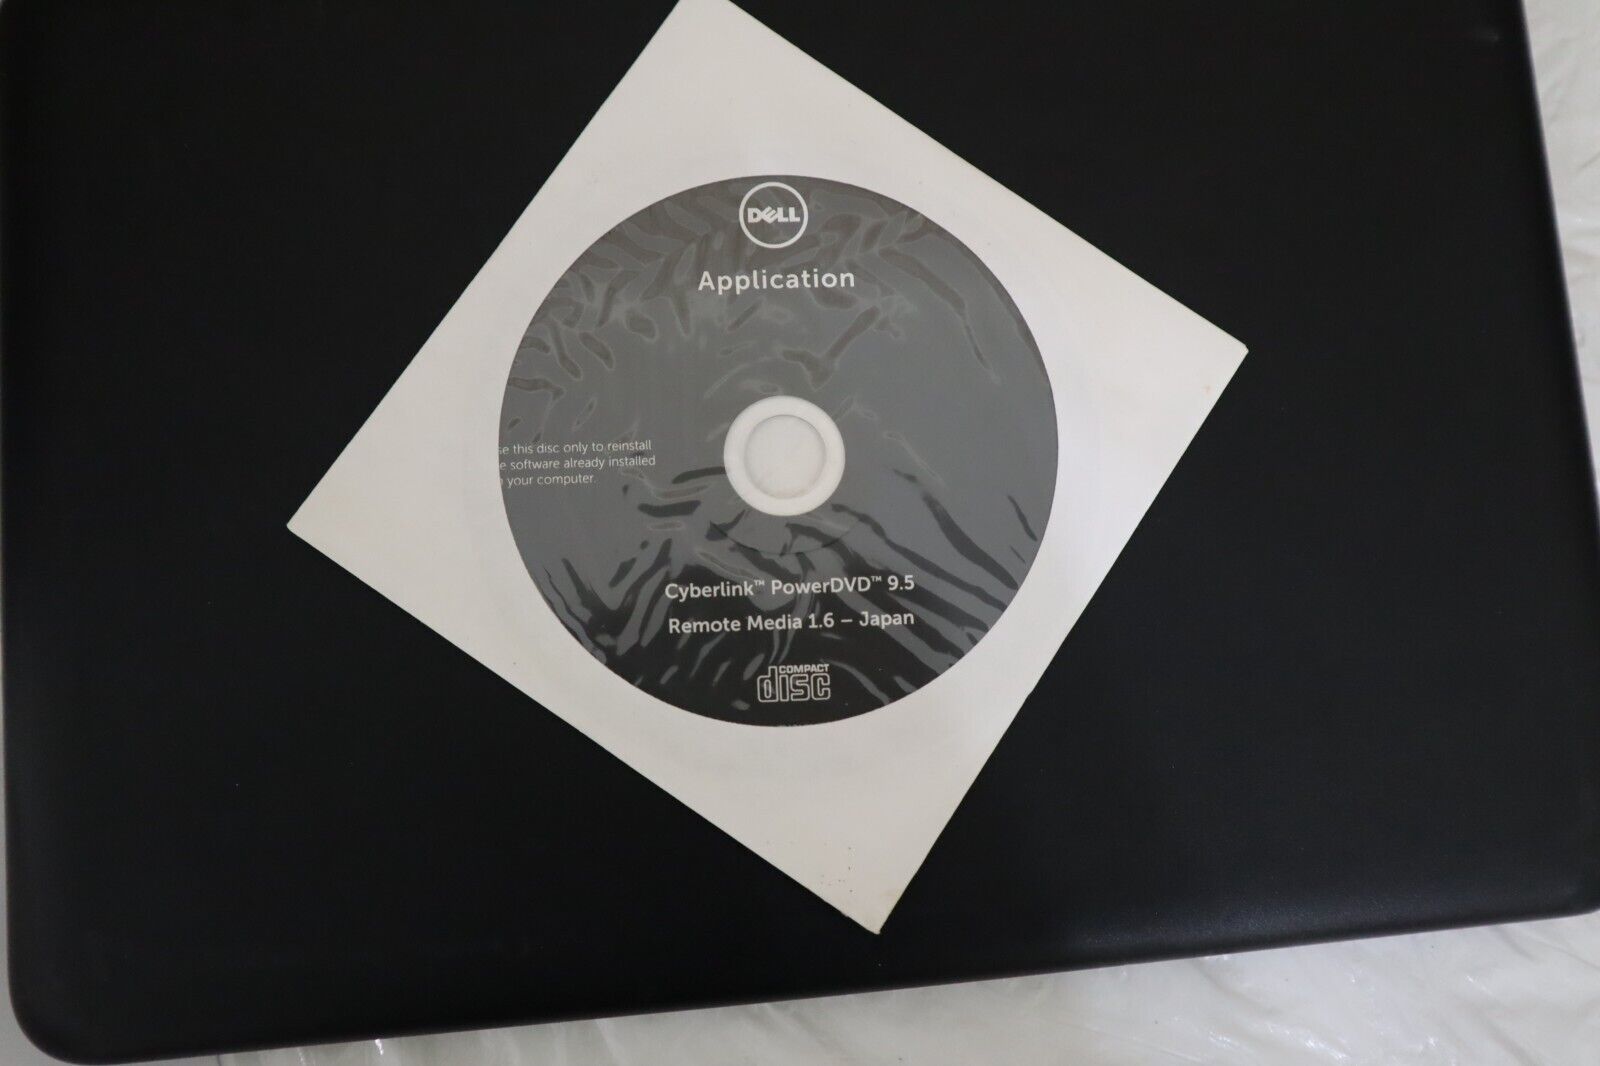 DELL
Application
se this disc only to reinstall
e software already installed
your computer.
Cyberlink™ PowerDVD™ 9.5
Remote Media 1.6 – Japan
COMPACT
disc